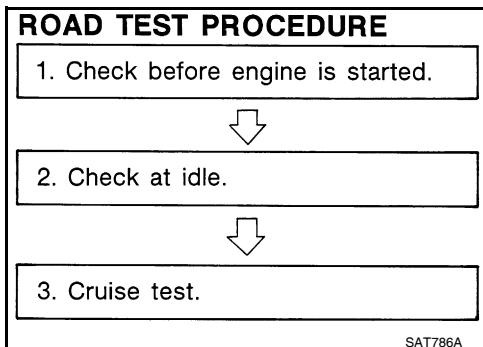 ROAD TEST PROCEDURE
1. Check before engine is started.
2. Check at idle.
3. Cruise test.
SAT786A